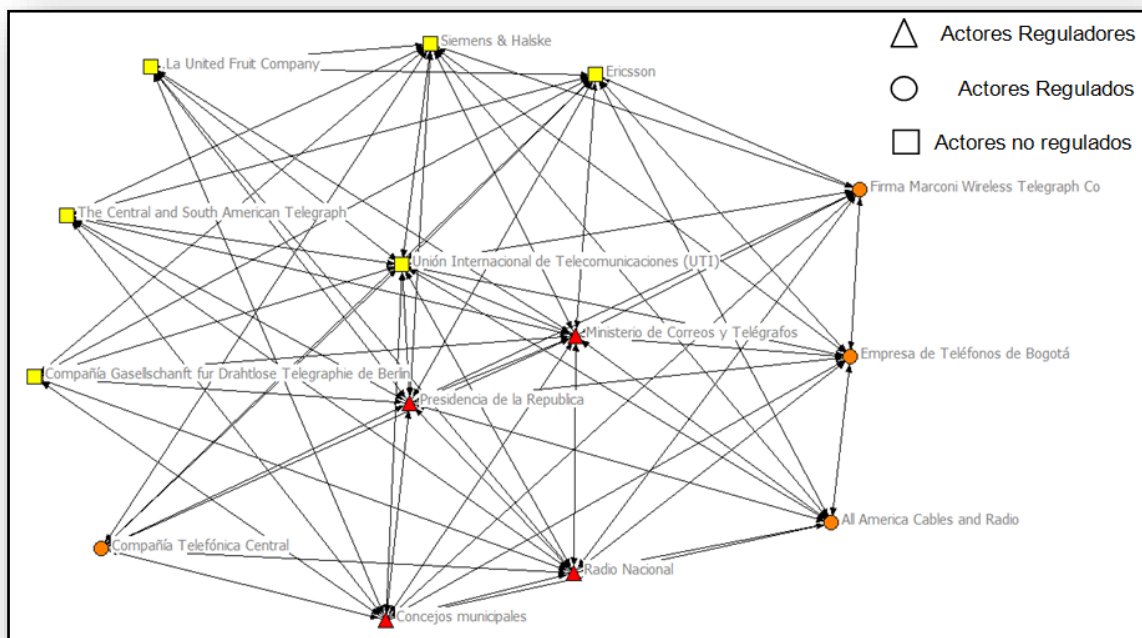 Actores Reguladores
Siemens & Halske
.La United Fruit Company
Ericsson
Actores Regulados
Actores no regulados
Firma Marconi Wireless Telegraph Co
The Central and South American Telegraph
Unión Internacional de Telecomunicaciones (UTI)
Ministerio de Correos y Telégrafos
Empresa de Teléfonos de Bogotá
Compañía Gasellschanft fur Drahtlose Telegraphie de Berlin
Presidencia de la Republica
All America Cables and Radio
Compañía Telefónica Central
Radio Nacional
Concejos municipales